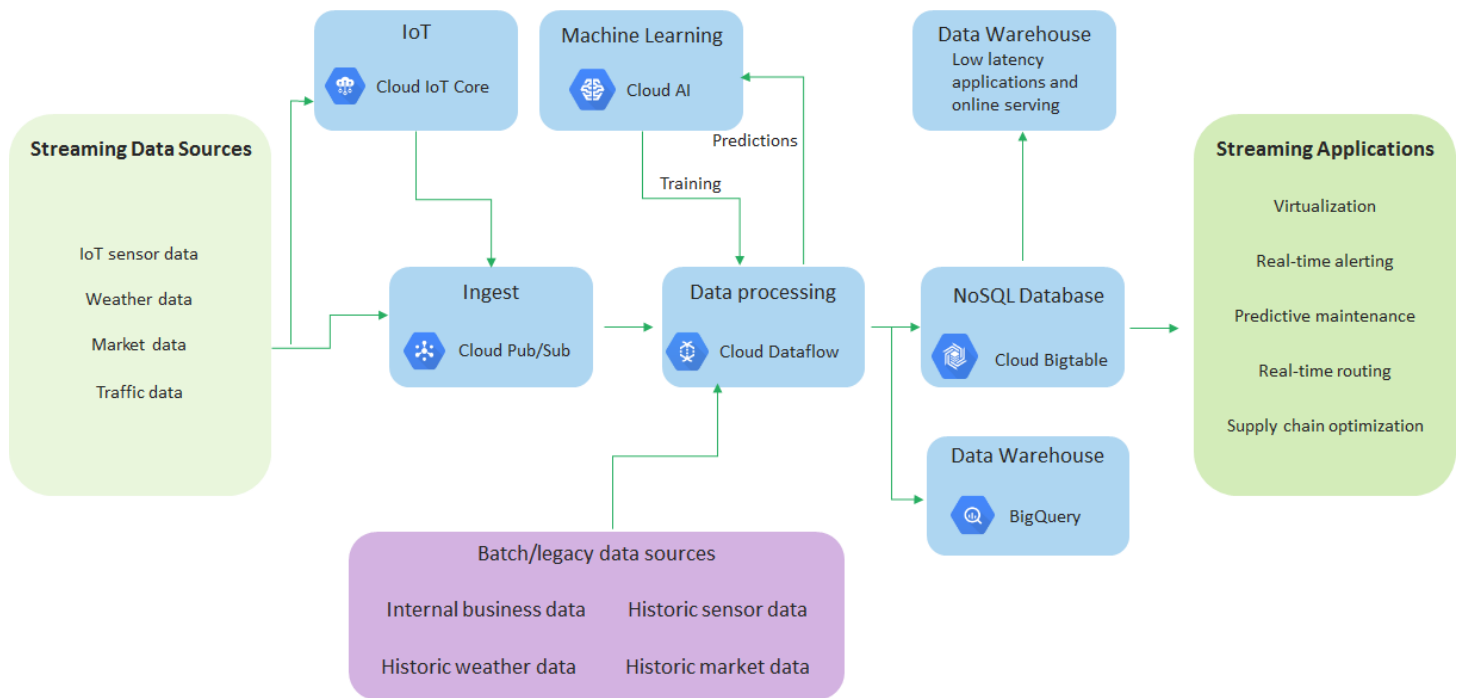 IoT
Cloud IoT Core
Machine Learning
Cloud AI
Data Warehouse
Low latency
applications and
online serving
Streaming Data Sources
IoT sensor data
Weather data
Market data
Traffic data
Predictions
Training
Streaming Applications
Virtualization
Real-time alerting
Predictive maintenance
Real-time routing
Supply chain optimization
Ingest
Cloud Pub/Sub
Data processing
Cloud Dataflow
NoSQL Database
Cloud Bigtable
Data Warehouse
BigQuery
Batch/legacy data sources
Internal business data
Historic sensor data
Historic weather data
Historic market data